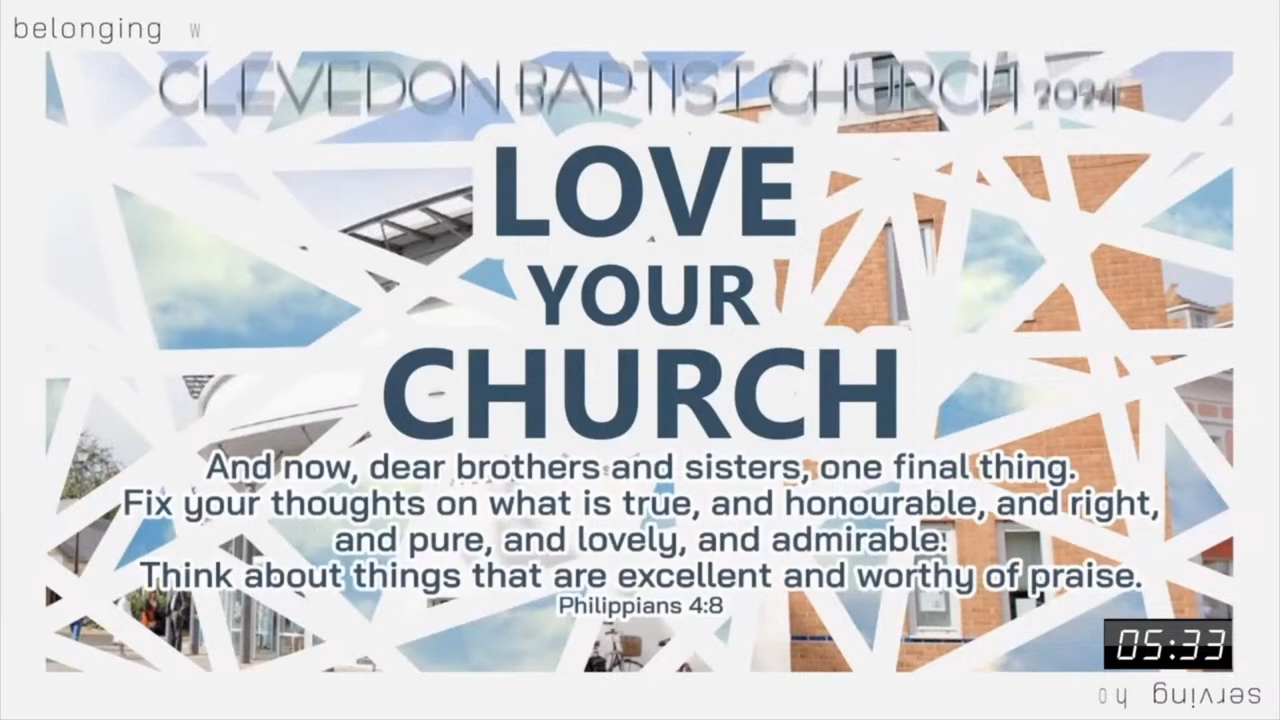 belonging w
CLEVEDON BAPTIST CHURCH 2024
LOVE
YOUR
CHURCH
And now, dear brothers and sisters, one final thing.
Fix your thoughts on what is true, and honourable, and right,
and pure, and lovely, and admirable.
Think about things that are excellent and worthy of praise.
Philippians 4:8
05:33
serving ho